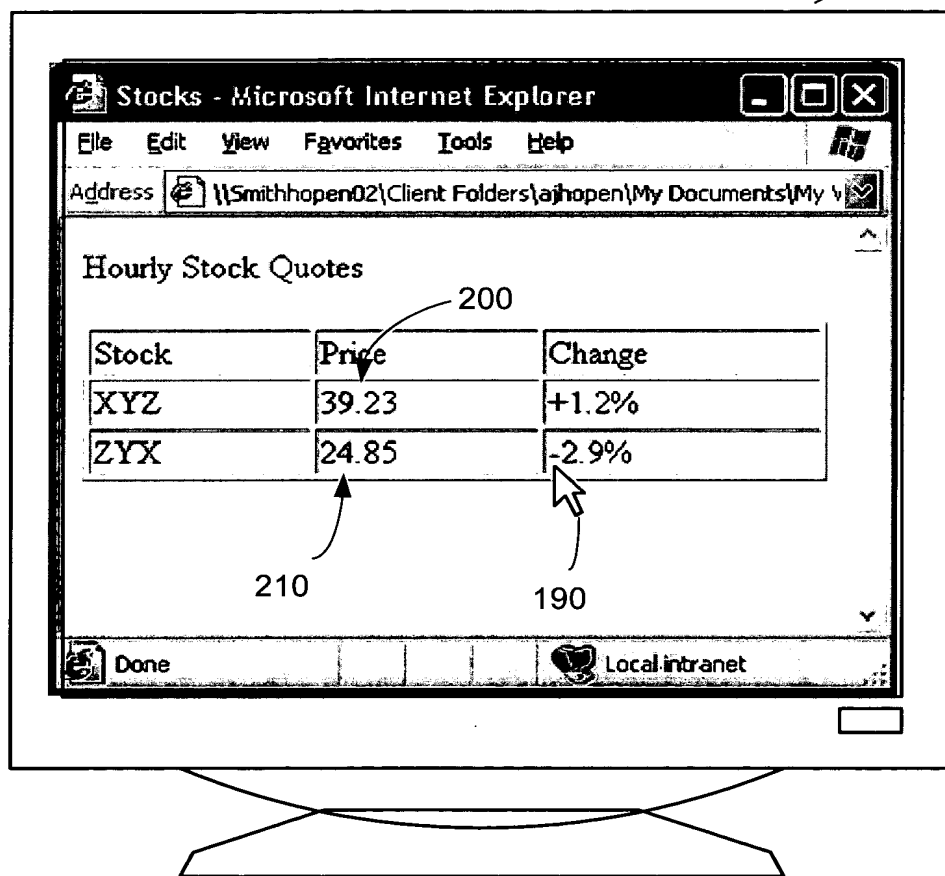 Stocks - Microsoft Internet Explorer
File Edit View Favorites Tools Help
Address \\Smithhopen02\Client Folders\ajhopen\My Documents\My
Hourly Stock Quotes
200
Stock Price Change
XYZ 39.23 +1.2%
ZYX 24.85 -2.9%
210
190
Done Local intranet